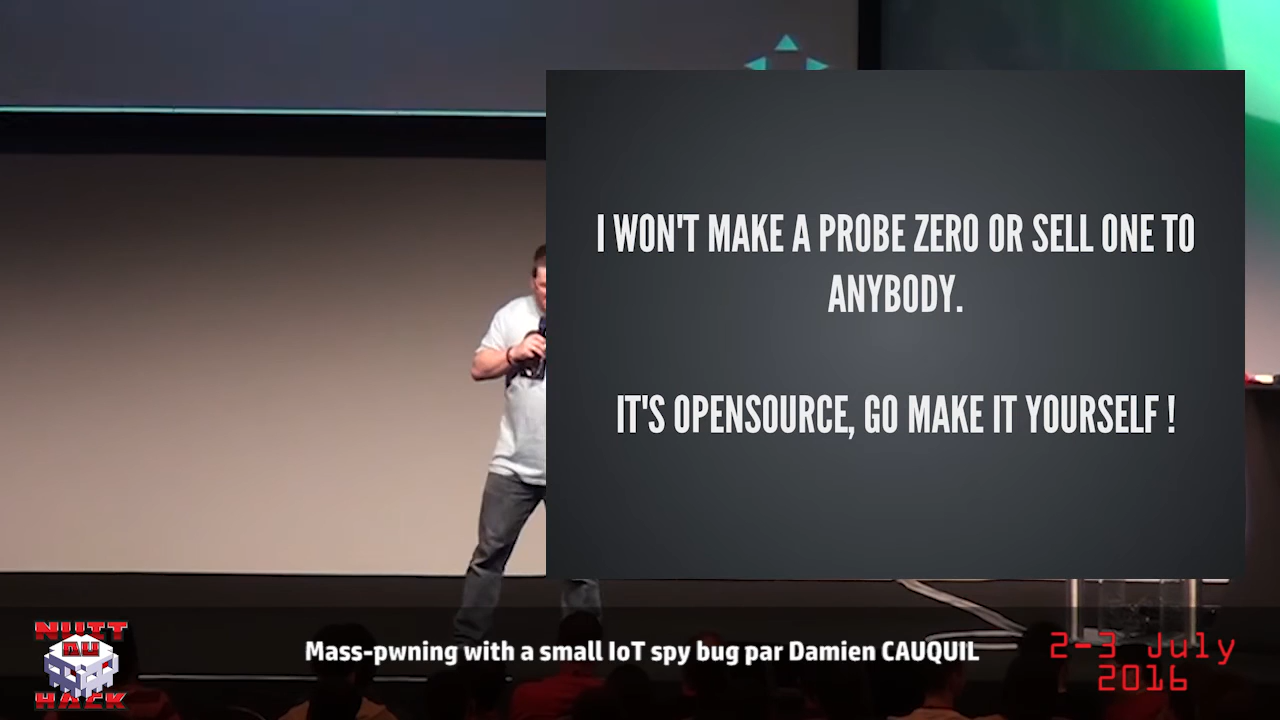 I WON'T MAKE A PROBE ZERO OR SELL ONE TO
ANYBODY.
IT'S OPENSOURCE, GO MAKE IT YOURSELF !
NUIT
DU
HACK
Mass-pwning with a small IoT spy bug par Damien CAUQUIL
2-3 July
2016